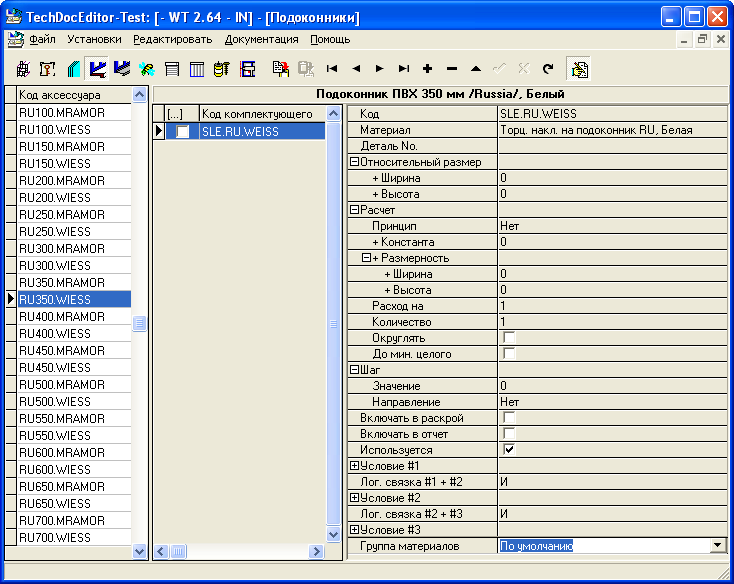 TechDocEditor-Test: [- WT 2.64 - IN] - [Подоконники]
Файл Установки Редактировать Документация Помощь
Подоконник ПВХ 350 мм /Russia/, Белый
Код аксессуара
RU100.MRAMOR
RU100.WIESS
RU150.MRAMOR
RU150.WIESS
RU200.MRAMOR
RU200.WIESS
RU250.MRAMOR
RU250.WIESS
RU300.MRAMOR
RU300.WIESS
RU350.MRAMOR
RU350.WIESS
RU400.MRAMOR
RU400.WIESS
RU450.MRAMOR
RU450.WIESS
RU500.MRAMOR
RU500.WIESS
RU550.MRAMOR
RU550.WIESS
RU600.MRAMOR
RU600.WIESS
RU650.MRAMOR
RU650.WIESS
RU700.MRAMOR
RU700.WIESS
[...] Код комплектующего
SLE.RU.WEISS
Код SLE.RU.WEISS
Материал Торц. накл. на подоконник RU, Белая
Деталь No.
Относительный размер
+ Ширина 0
+ Высота 0
Расчет
Принцип Нет
+ Константа 0
+ Размерность
+ Ширина 0
+ Высота 0
Расход на 1
Количество 1
Округлять
До мин. целого
Шаг
Значение 0
Направление Нет
Включать в раскрой
Включать в отчет
Используется
Условие #1
Лог. связка #1 + #2 И
Условие #2
Лог. связка #2 + #3 И
Условие #3
Группа материалов По умолчанию